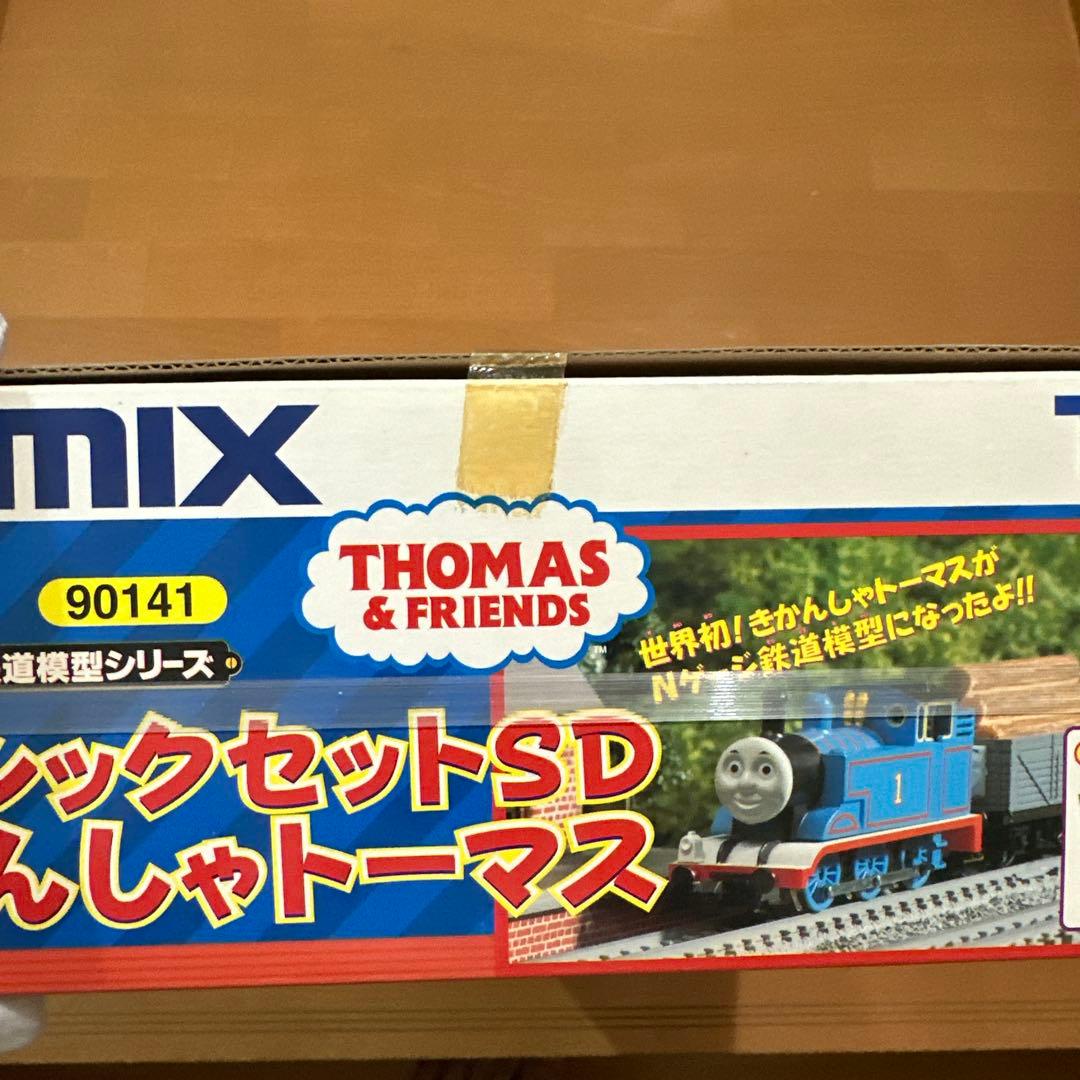 MIX
THOMAS
& FRIENDS
TM
90141
道模型シリーズ
シックセットSD
んしゃトーマス
世界初!きかんしゃトーマスが
Nゲージ鉄道模型になったよ!!
1